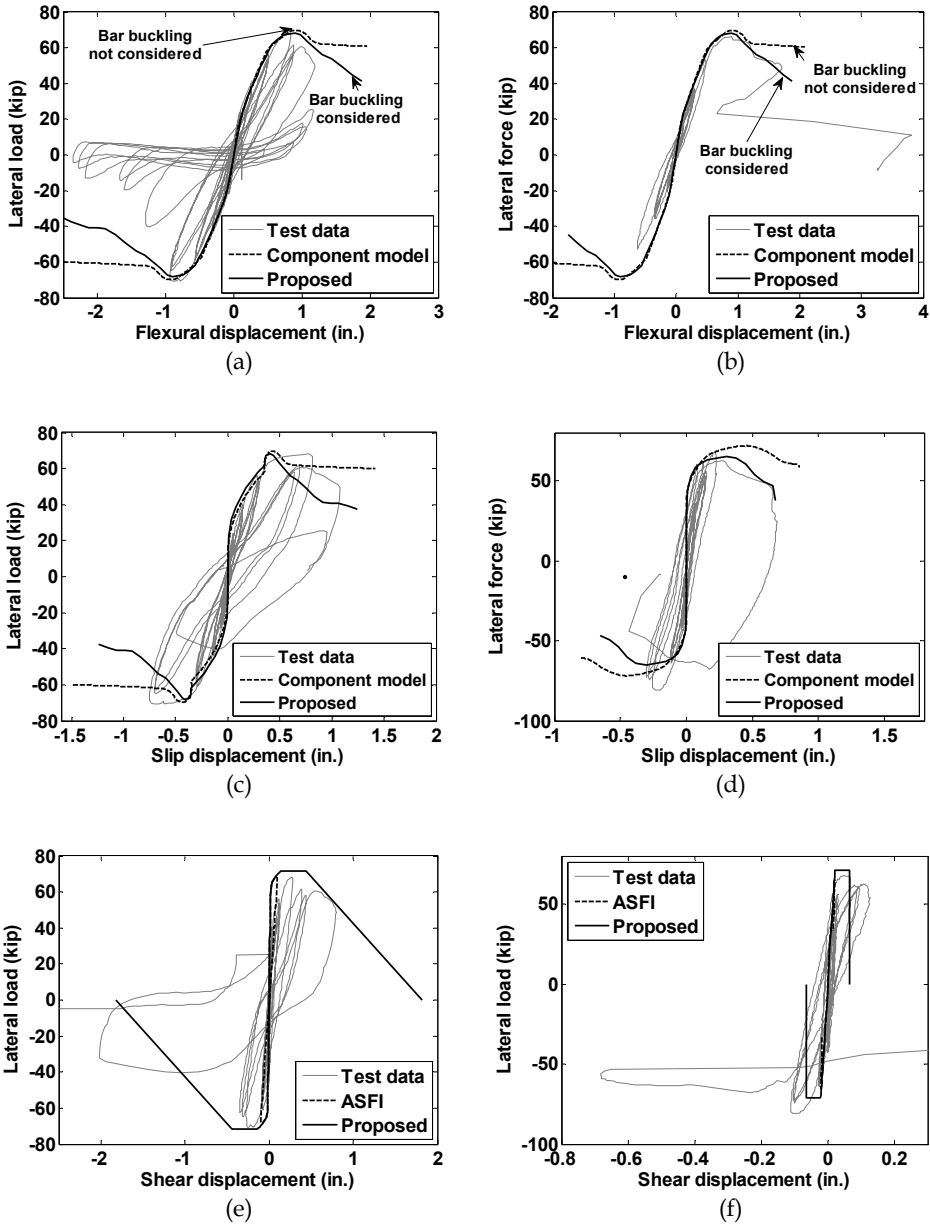 80
60
40
20
0
20
-40
-60
-80
Lateral load (kip)
Bar buckling
not considered
Bar buckling
considered
Test data
Component model
Proposed
-2
-1
0
1
2
3
Flexural displacement (in.)
(a)
80
60
40
20
0
20
-40
-60
-80
Lateral force (kip)
Bar buckling
not considered
Bar buckling
considered
Test data
Component model
Proposed
-2
-1
0
1
2
3
4
Flexural displacement (in.)
(b)
80
60
40
20
0
-20
-40
-60
80
Lateral load (kip)
Test data
Component model
Proposed
-1.5
-1
-0.5
0
0.5
1
1.5
2
Slip displacement (in.)
(c)
50
0
-50
-100
Lateral force (kip)
Test data
Component model
Proposed
-1
-0.5
0
0.5
1
1.5
Slip displacement (in.)
(d)
80
60
40
20
0
-20
-40
-60
80
Lateral load (kip)
Test data
ASFI
Proposed
-2
-1
0
1
2
Shear displacement (in.)
(e)
50
0
-50
-100
Lateral load (kip)
Test data
ASFI
Proposed
-0.8
-0.6
-0.4
-0.2
0
0.2
Shear displacement (in.)
(f)